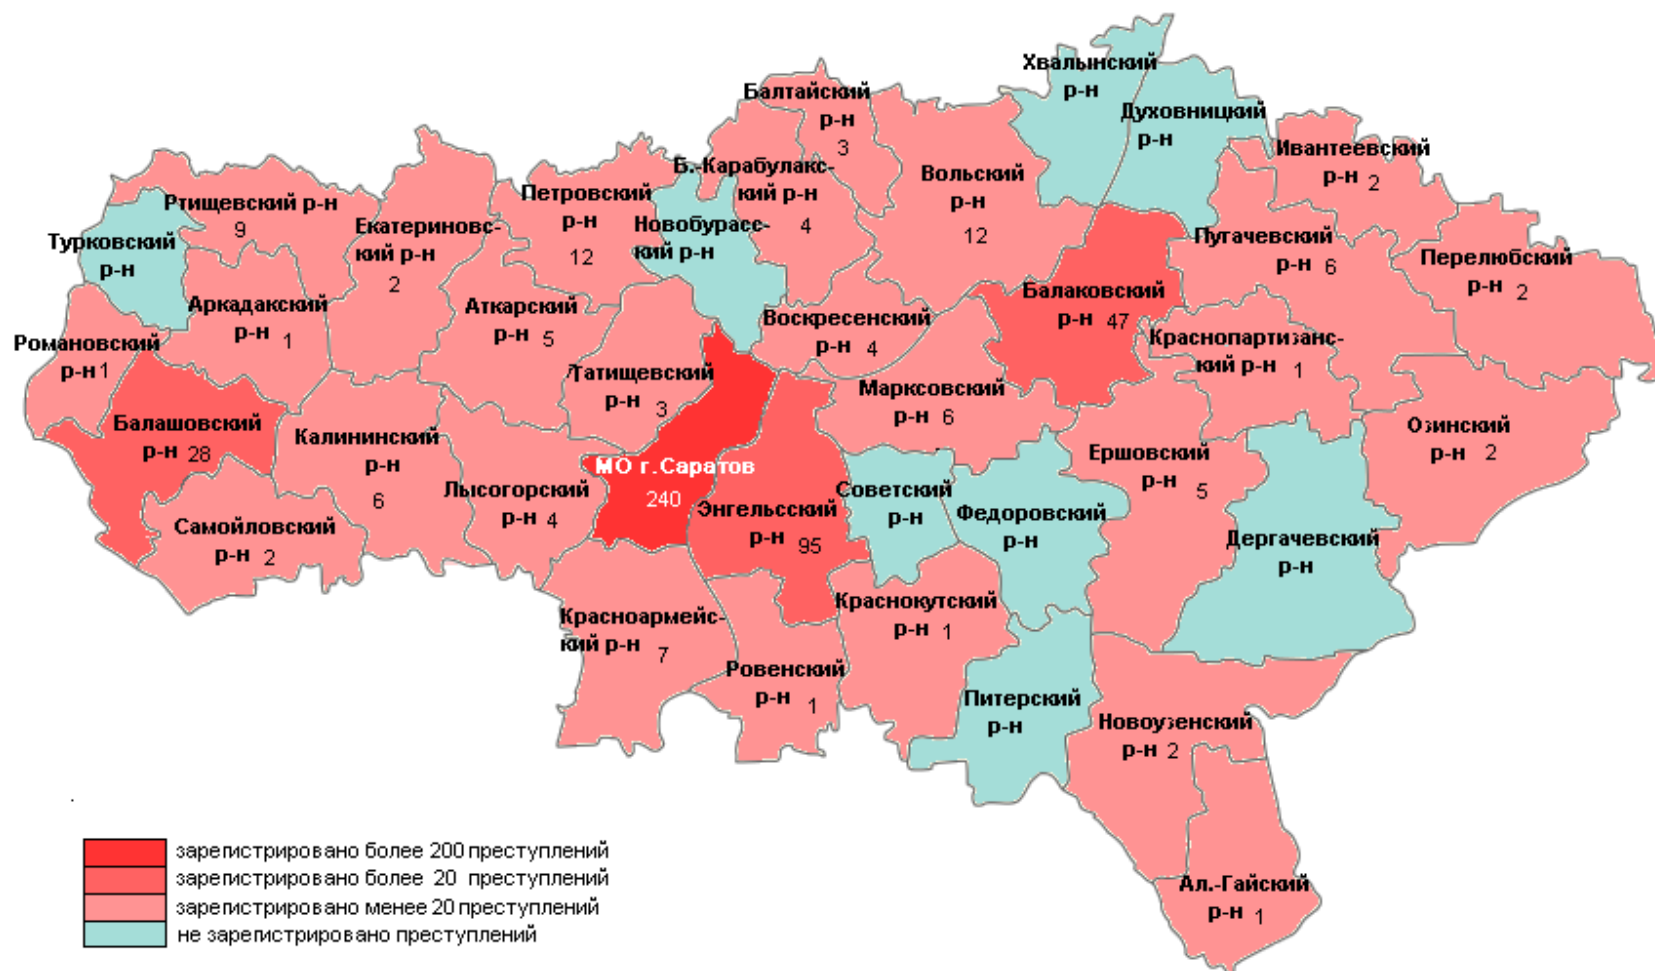 Хвалынский
р-н
Балтайский
р-н
3
Духовницкий
р-н
Ивантеевский
р-н 2
Б.-Карабулакс-
кий р-н
4
Вольский
р-н
12
Петровский
р-н
12
Ртищевский р-н
9
Екатериновс-
кий р-н
2
Новобурасс-
кий р-н
Турковский
р-н
Пугачевский
р-н 6
Перелюбский
р-н 2
Балаковский
р-н 47
Аркадакский
р-н 1
Аткарский
р-н 5
Воскресенский
р-н 4
Краснопартизанс-
кий р-н 1
Романовский
р-н 1
Татищевский
р-н 3
Марксовский
р-н 6
Балашовский
р-н 28
Калининский
р-н
6
Озинский
р-н 2
Ершовский
р-н 5
МО г.Саратов
240
Лысогорский
р-н 4
Советский
р-н
Энгельсский
р-н 95
Федоровский
р-н
Самойловский
р-н 2
Дергачевский
р-н
Краснокутский
р-н 1
Красноармейс-
кий р-н 7
Ровенский
р-н 1
Питерский
р-н
Новоузенский
р-н 2
Ал.-Гайский
р-н 1
зарегистрировано более 200 преступлений
зарегистрировано более 20 преступлений
зарегистрировано менее 20 преступлений
не зарегистрировано преступлений